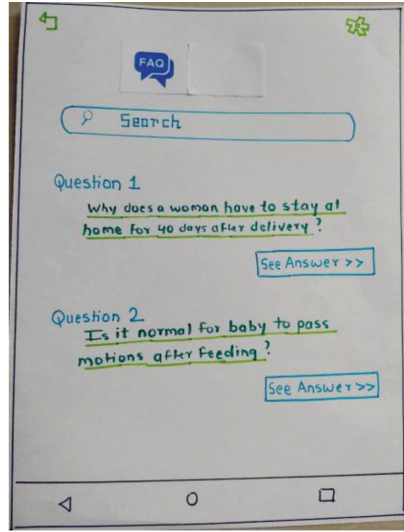 FAQ
Search
Question 1
Why does a woman have to stay at
home for 40 days after delivery?
See Answer >>
Question 2
Is it normal for baby to pass
motions after feeding?
See Answer >>